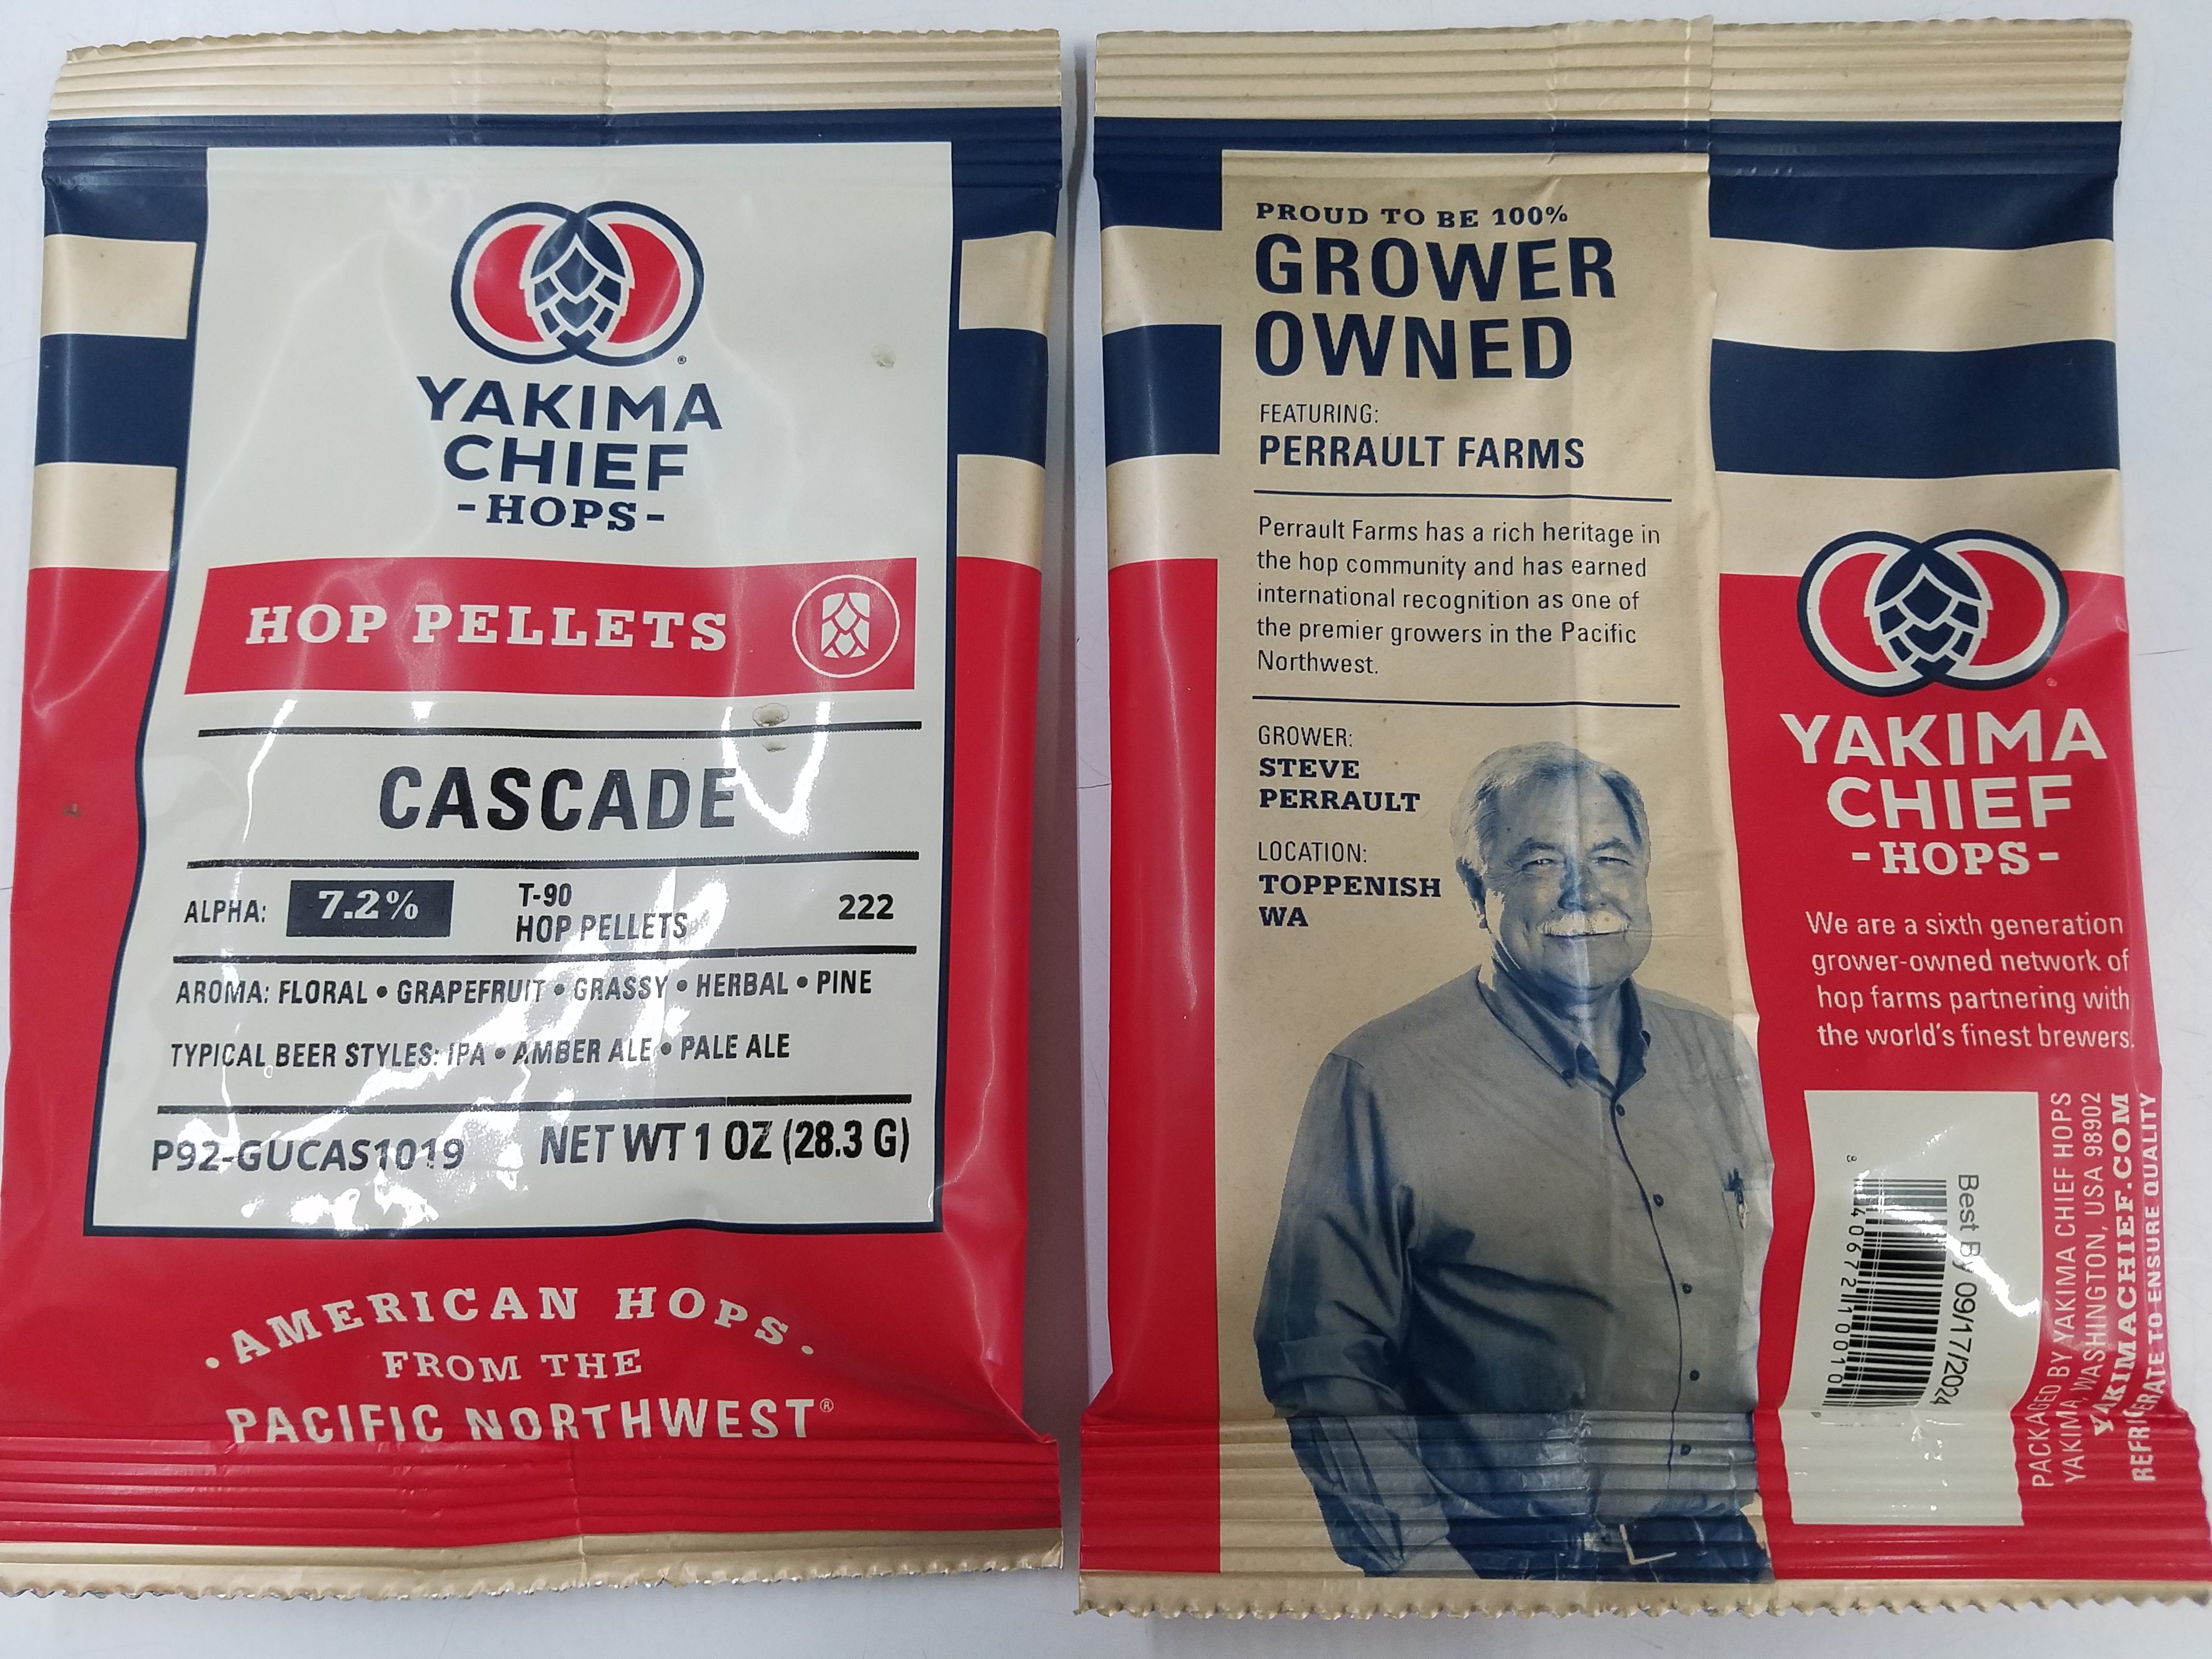 YAKIMA
CHIEF
-HOPS-
HOP PELLETS
CASCADE
ALPHA: 7.2%
T-90
HOP PELLETS
222
AROMA: FLORAL • GRAPEFRUIT • GRASSY • HERBAL • PINE
TYPICAL BEER STYLES: IPA • AMBER ALE • PALE ALE
P92-GUCAS1019 NET WT 1 OZ (28.3 G)
• AMERICAN HOPS •
FROM THE
PACIFIC NORTHWEST®
PROUD TO BE 100%
GROWER
OWNED
FEATURING:
PERRAULT FARMS
Perrault Farms has a rich heritage in
the hop community and has earned
international recognition as one of
the premier growers in the Pacific
Northwest.
GROWER:
STEVE
PERRAULT
LOCATION:
TOPPENISH
WA
YAKIMA
CHIEF
-HOPS-
We are a sixth generation
grower-owned network of
hop farms partnering with
the world's finest brewers.
Best By 09/17/2024
8 40672 10010 9
PACKAGED BY YAKIMA CHIEF HOPS
YAKIMA, WASHINGTON, USA 98902
YAKIMACHIEF.COM
REFRIGERATE TO ENSURE QUALITY